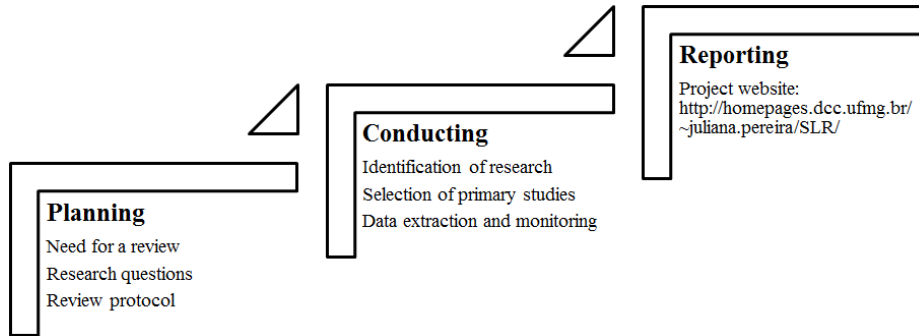 Planning
Need for a review
Research questions
Review protocol
Conducting
Identification of research
Selection of primary studies
Data extraction and monitoring
Reporting
Project website:
http://homepages.dcc.ufmg.br/
~juliana.pereira/SLR/